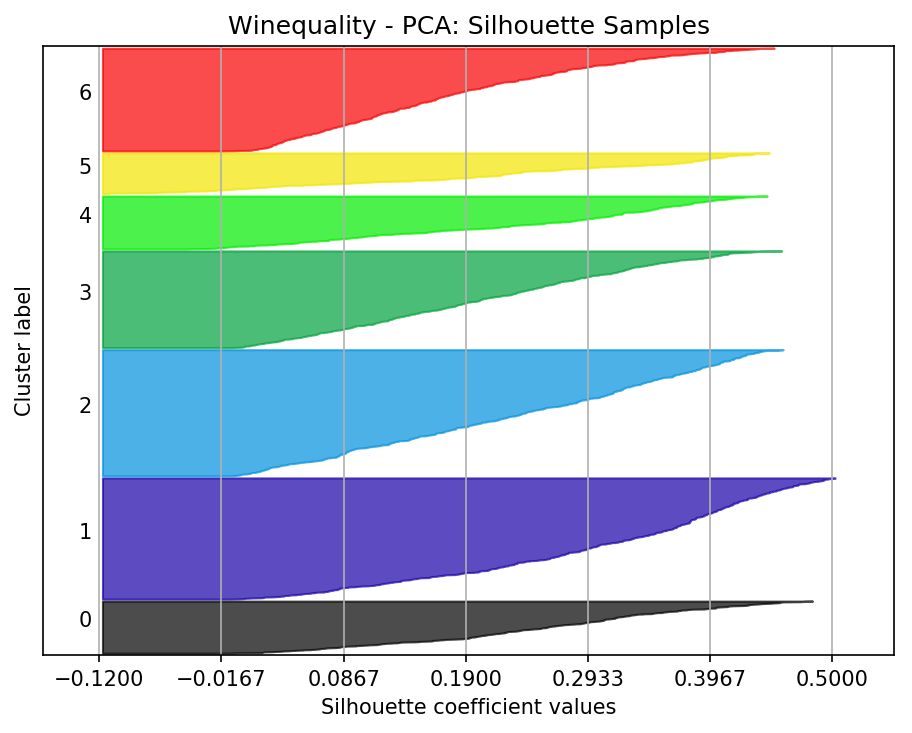 Winequality - PCA: Silhouette Samples
Cluster label
6
5
4
3
2
1
0
−0.1200 −0.0167 0.0867 0.1900 0.2933 0.3967 0.5000
Silhouette coefficient values